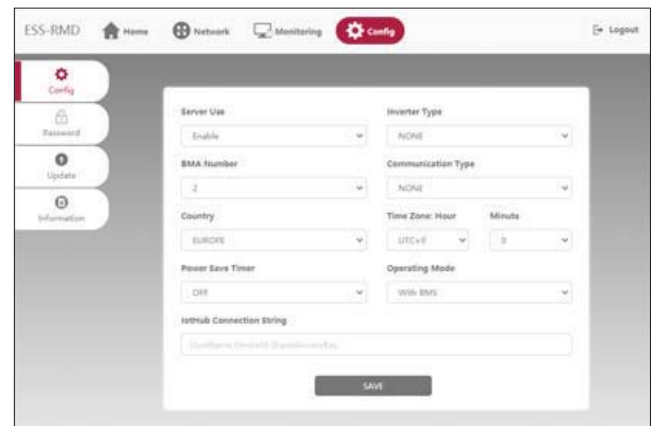 ESS-RMD Home Network Monitoring Config Logout
Config
Password
Update
Information
Server Use Inverter Type
Enable NONE
BMA Number Communication Type
2 NONE
Country Time Zone: Hour Minute
EUROPE UTC+0 0
Power Save Timer Operating Mode
OFF With BMS
IotHub Connection String
SAVE